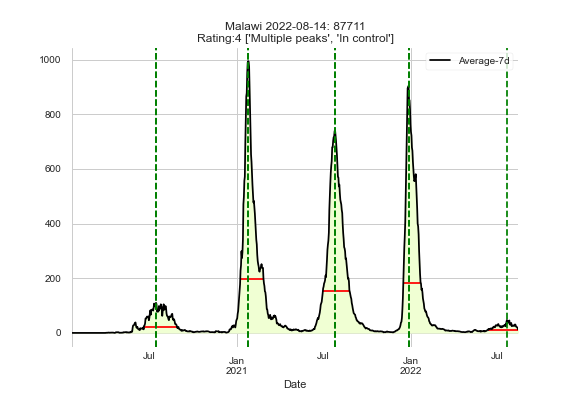 Malawi 2022-08-14: 87711
Rating:4 ['Multiple peaks', 'In control']
Average-7d
1000
800
600
400
200
0
Jul
Jan
2021
Jul
Jan
2022
Jul
Date